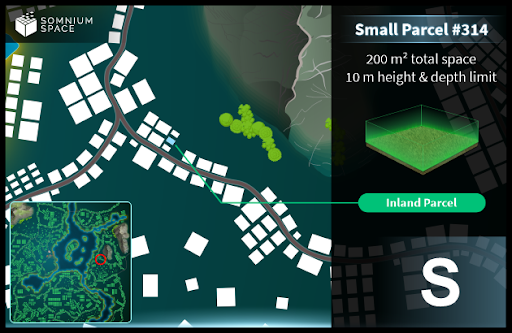 SOMNIUM
SPACE
Small Parcel #314
200 m² total space
10 m height & depth limit
Inland Parcel
S